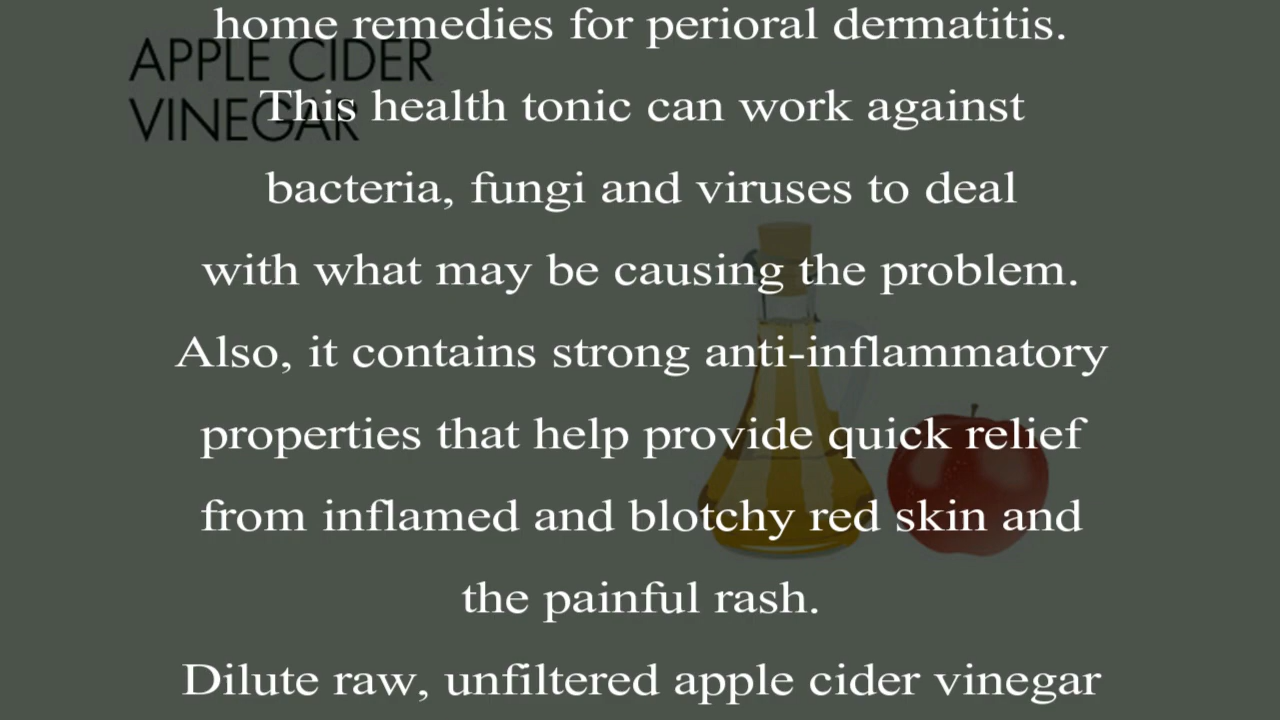 home remedies for perioral dermatitis.
APPLE CIDER
VINEGAR
This health tonic can work against
bacteria, fungi and viruses to deal
with what may be causing the problem.
Also, it contains strong anti-inflammatory
properties that help provide quick relief
from inflamed and blotchy red skin and
the painful rash.
Dilute raw, unfiltered apple cider vinegar